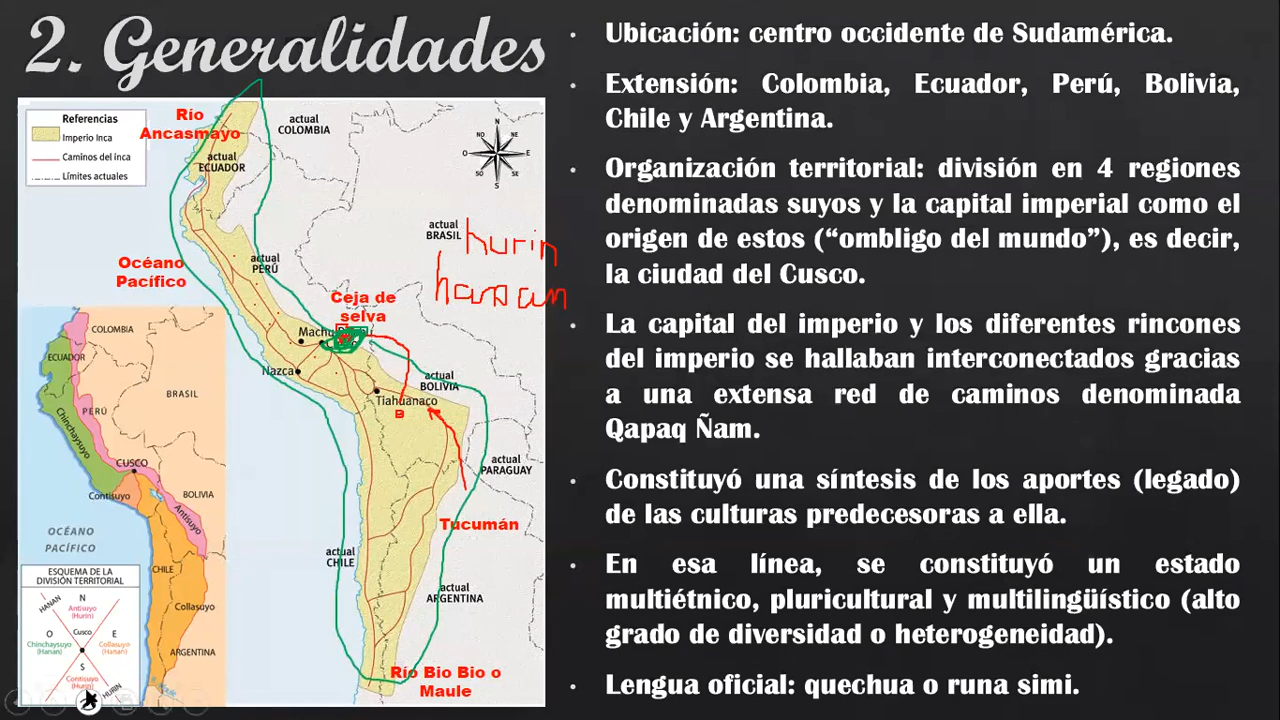 2. Generalidades
Referencias
Imperio Inca
Caminos del inca
Límites actuales
Río
Ancasmayo
actual
COLOMBIA
actual
ECUADOR
N
NO
NE
O
E
SO
SE
S
actual
BRASIL
hurin
hanan
actual
PERÚ
Océano
Pacífico
Ceja de
selva
Nazca
actual
BOLIVIA
Tiahuanaco
actual
PARAGUAY
Tucumán
actual
CHILE
actual
ARGENTINA
Río Bio Bio o
Maule
COLOMBIA
ECUADOR
BRASIL
PERÚ
Chinchaysuyo
CUSCO
Contisuyo
BOLIVIA
Antisuyo
OCÉANO
PACÍFICO
CHILE
Collasuyo
ARGENTINA
ESQUEMA DE LA
DIVISIÓN TERRITORIAL
HANAN
N
Antisuyo
(Hurin)
O
Cusco
E
Chinchaysuyo
(Hanan)
Collasuyo
(Hanan)
S
Contisuyo
(Hurin)
HURIN
• Ubicación: centro occidente de Sudamérica.
• Extensión: Colombia, Ecuador, Perú, Bolivia,
Chile y Argentina.
• Organización territorial: división en 4 regiones
denominadas suyos y la capital imperial como el
origen de estos (“ombligo del mundo”), es decir,
la ciudad del Cusco.
• La capital del imperio y los diferentes rincones
del imperio se hallaban interconectados gracias
a una extensa red de caminos denominada
Qapaq Ñam.
• Constituyó una síntesis de los aportes (legado)
de las culturas predecesoras a ella.
• En esa línea, se constituyó un estado
multiétnico, pluricultural y multilingüístico (alto
grado de diversidad o heterogeneidad).
• Lengua oficial: quechua o runa simi.